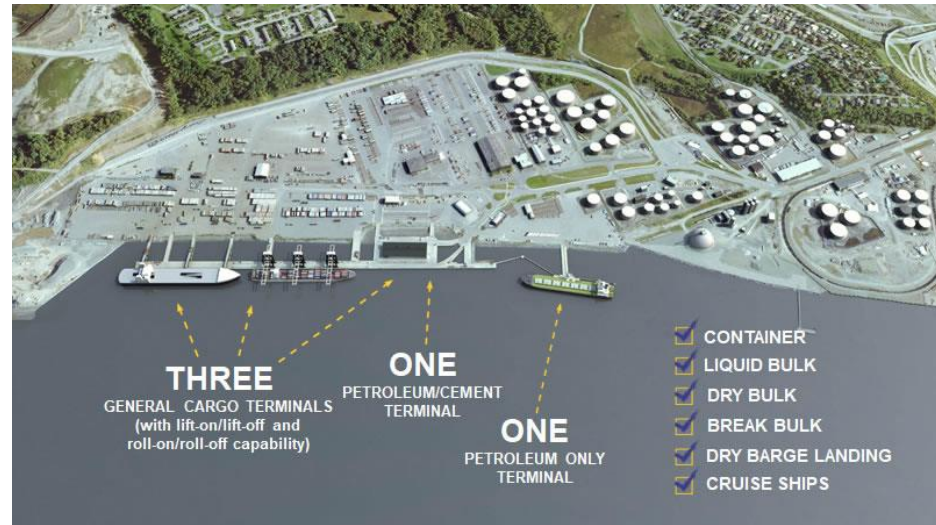 THREE
GENERAL CARGO TERMINALS
(with lift-on/lift-off and
roll-on/roll-off capability)
ONE
PETROLEUM/CEMENT
TERMINAL
ONE
PETROLEUM ONLY
TERMINAL
CONTAINER
LIQUID BULK
DRY BULK
BREAK BULK
DRY BARGE LANDING
CRUISE SHIPS